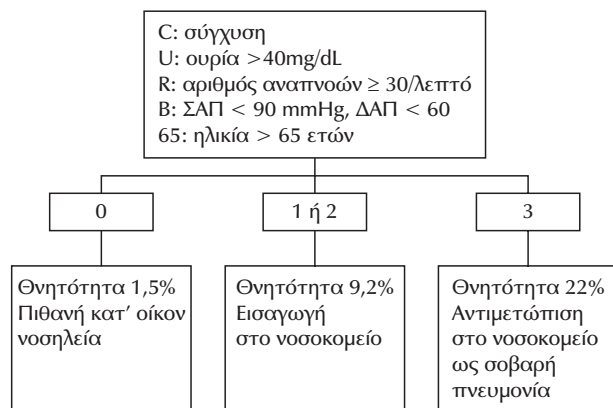 C: σύγχυση
U: ουρία >40mg/dL
R: αριθμός αναπνοών ≥ 30/λεπτό
B: ΣΑΠ < 90 mmHg, ΔΑΠ < 60
65: ηλικία > 65 ετών
0
1 ή 2
3
Θνητότητα 1,5%
Πιθανή κατ’ οίκον
νοσηλεία
Θνητότητα 9,2%
Εισαγωγή
στο νοσοκομείο
Θνητότητα 22%
Αντιμετώπιση
στο νοσοκομείο
ως σοβαρή
πνευμονία